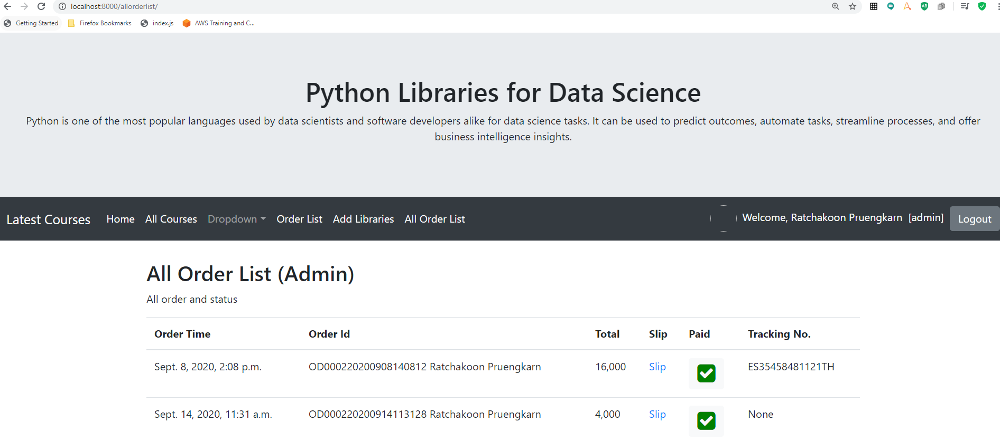 localhost:8000/allorderlist/
AB
Getting Started Firefox Bookmarks index.js AWS Training and C...
Python Libraries for Data Science
Python is one of the most popular languages used by data scientists and software developers alike for data science tasks. It can be used to predict outcomes, automate tasks, streamline processes, and offer
business intelligence insights.
Latest Courses Home All Courses Dropdown Order List Add Libraries All Order List Welcome, Ratchakoon Pruengkarn [admin] Logout
All Order List (Admin)
All order and status
Order Time Order Id Total Slip Paid Tracking No.
Sept. 8, 2020, 2:08 p.m. OD000220200908140812 Ratchakoon Pruengkarn 16,000 Slip ES35458481121TH
Sept. 14, 2020, 11:31 a.m. OD000220200914113128 Ratchakoon Pruengkarn 4,000 Slip None